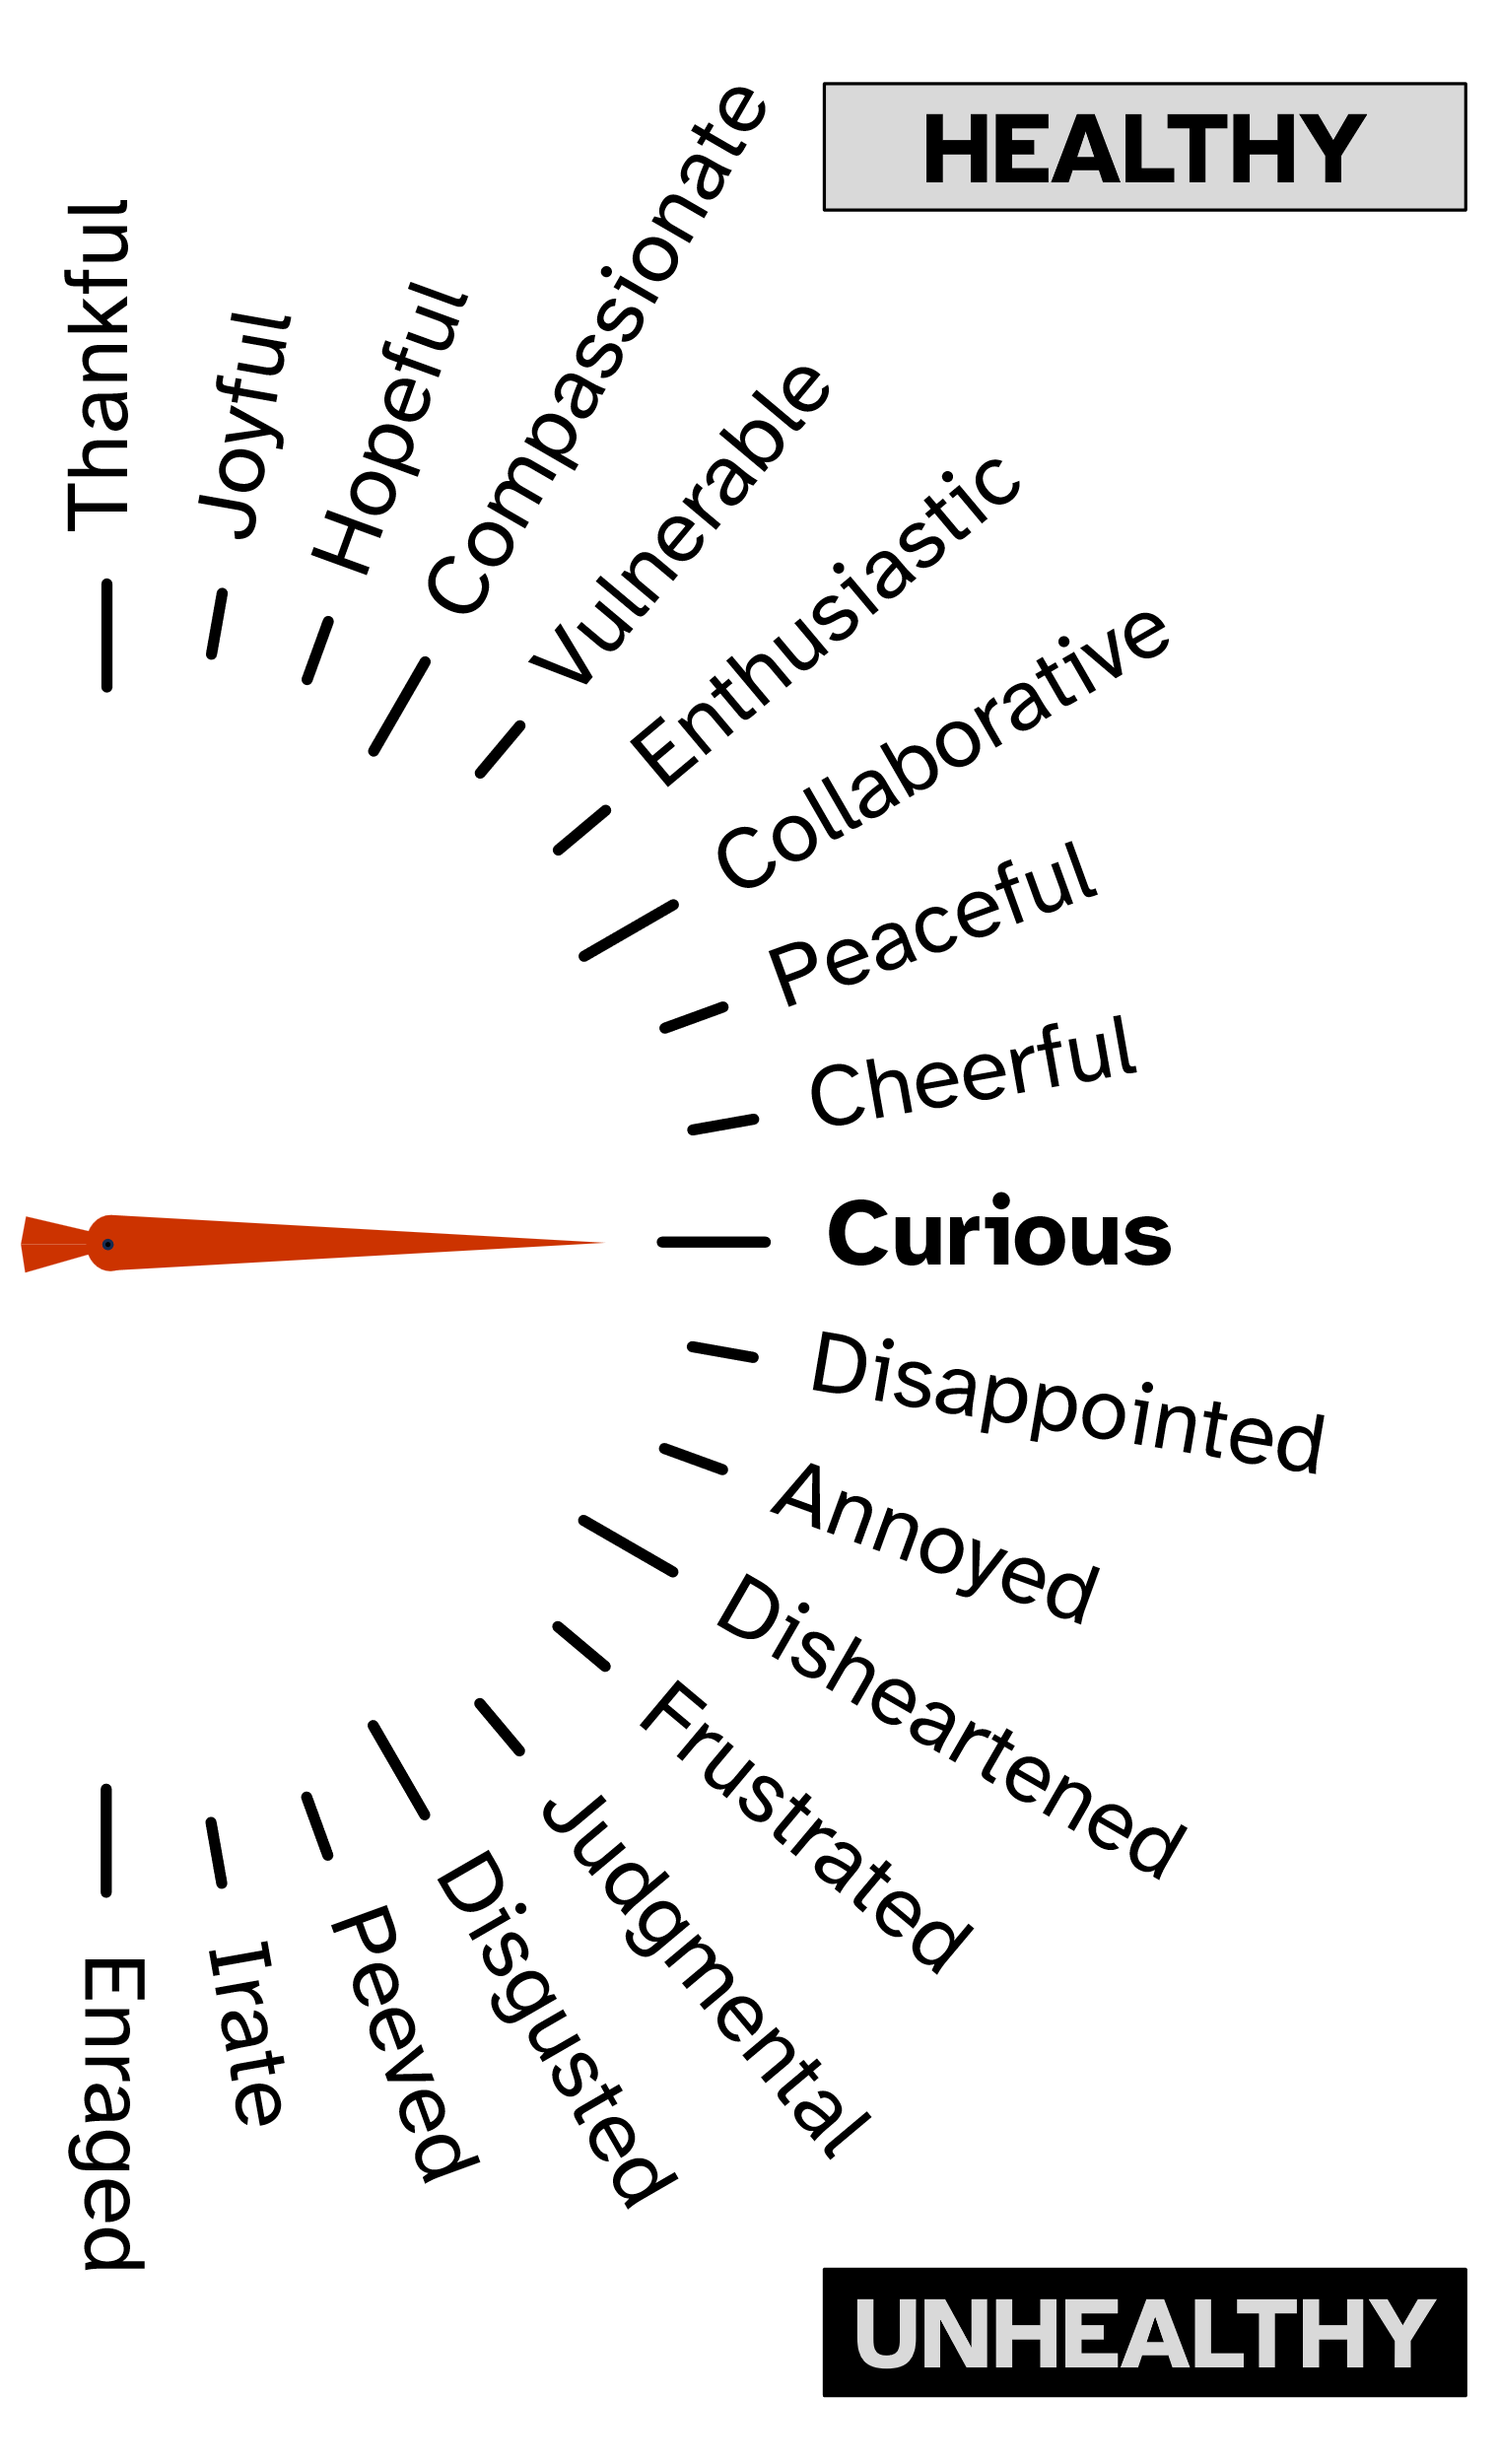 HEALTHY
Thankful
Joyful
Hopeful
Compassionate
Vulnerable
Enthusiastic
Collaborative
Peaceful
Cheerful
Curious
Disappointed
Annoyed
Disheartened
Frustrated
Judgmental
Disgusted
Peeved
Irate
Enraged
UNHEALTHY